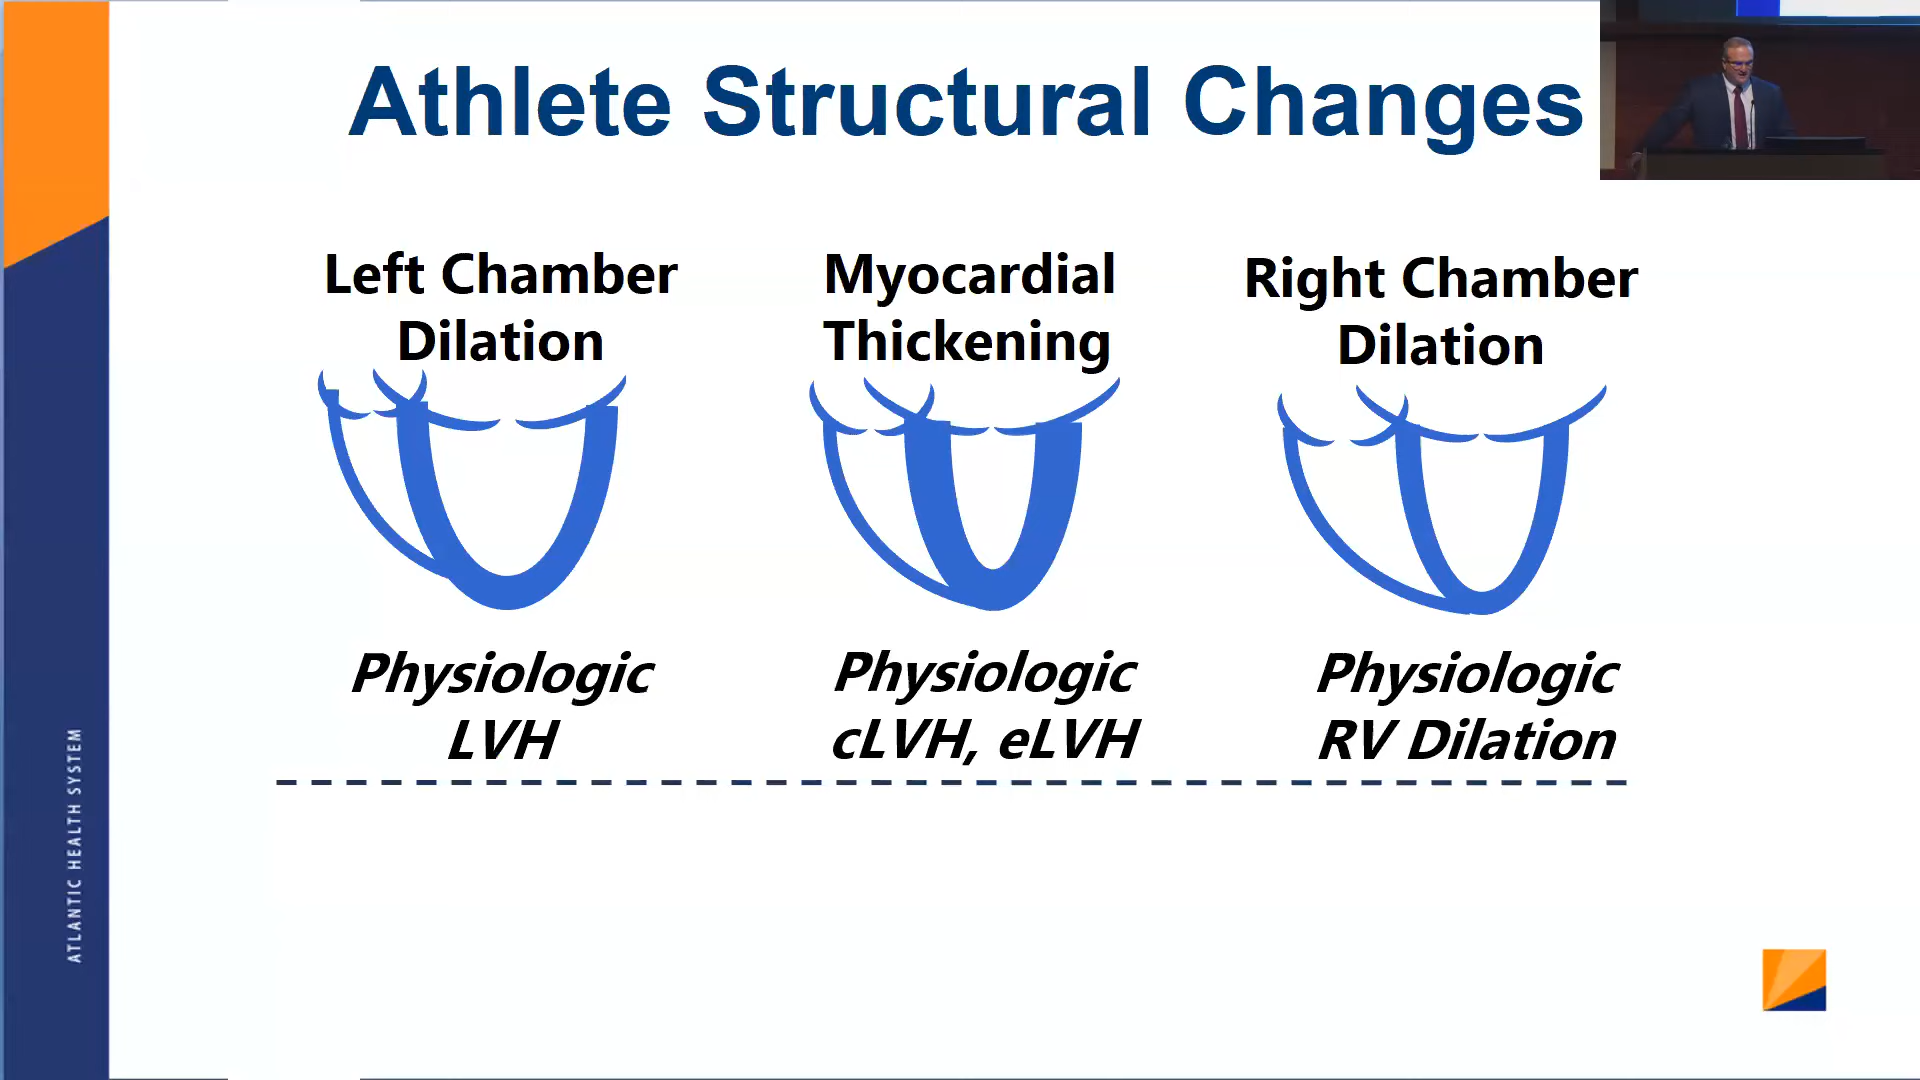 Athlete Structural Changes
Left Chamber
Dilation
Myocardial
Thickening
Right Chamber
Dilation
Physiologic
LVH
Physiologic
cLVH, eLVH
Physiologic
RV Dilation
ATLANTIC HEALTH SYSTEM